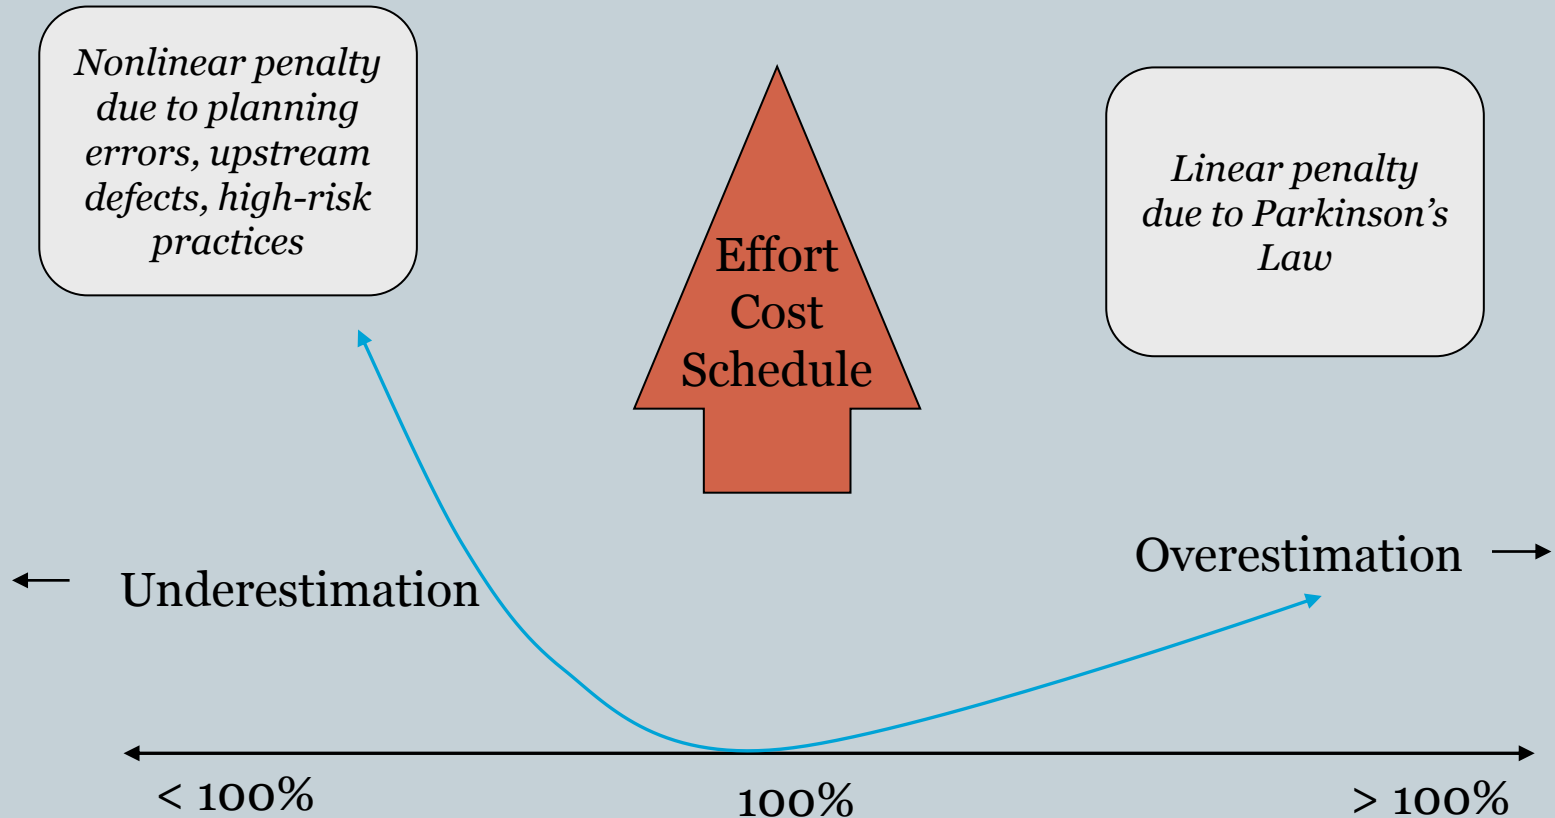 Nonlinear penalty
due to planning
errors, upstream
defects, high-risk
practices
Effort
Cost
Schedule
Linear penalty
due to Parkinson’s
Law
Underestimation
Overestimation
< 100%
100%
> 100%